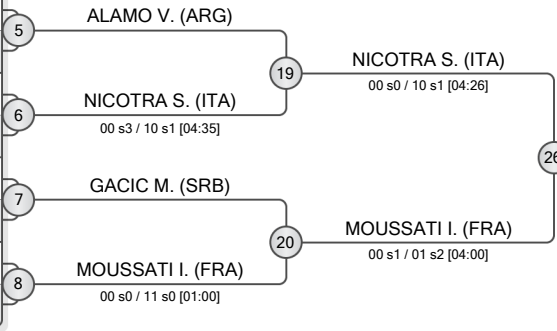 5
ALAMO V. (ARG)
19
NICOTRA S. (ITA)
00 s0 / 10 s1 [04:26]
6
NICOTRA S. (ITA)
00 s3 / 10 s1 [04:35]
26
7
GACIC M. (SRB)
20
MOUSSATI I. (FRA)
00 s1 / 01 s2 [04:00]
8
MOUSSATI I. (FRA)
00 s0 / 11 s0 [01:00]